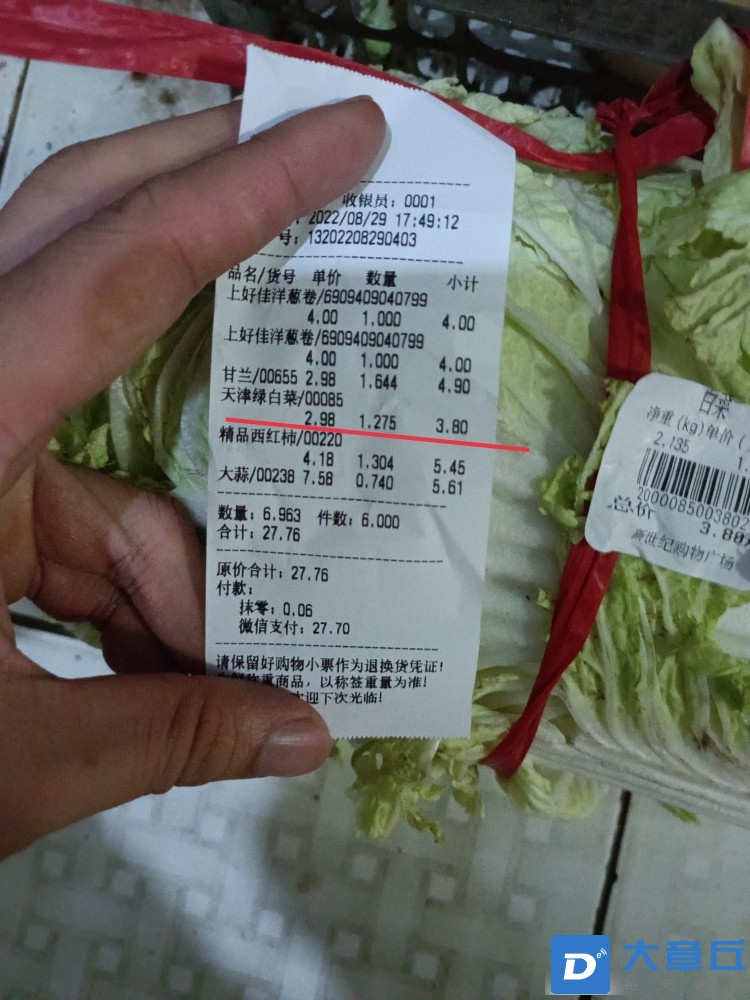 收银员: 0001
: 2022/08/29 17:49:12
号: 13202208290403
品名/货号 单价 数量 小计
上好佳洋葱卷/6909409040799
4.00 1.000 4.00
上好佳洋葱卷/6909409040799
4.00 1.000 4.00
甘兰/00655 2.98 1.644 4.90
天津绿白菜/00085
2.98 1.275 3.80
精品西红柿/00220
4.18 1.304 5.45
大蒜/00238 7.58 0.740 5.61
数量: 6.963 件数: 6.000
合计: 27.76
原价合计: 27.76
付款:
抹零: 0.06
微信支付: 27.70
请保留好购物小票作为退换货凭证!
称重商品, 以标签重量为准!
欢迎下次光临!
白菜
净重(kg)单价(
2.135 1.
2000085003803
总价
3.80
世纪购物广场
D
大章丘